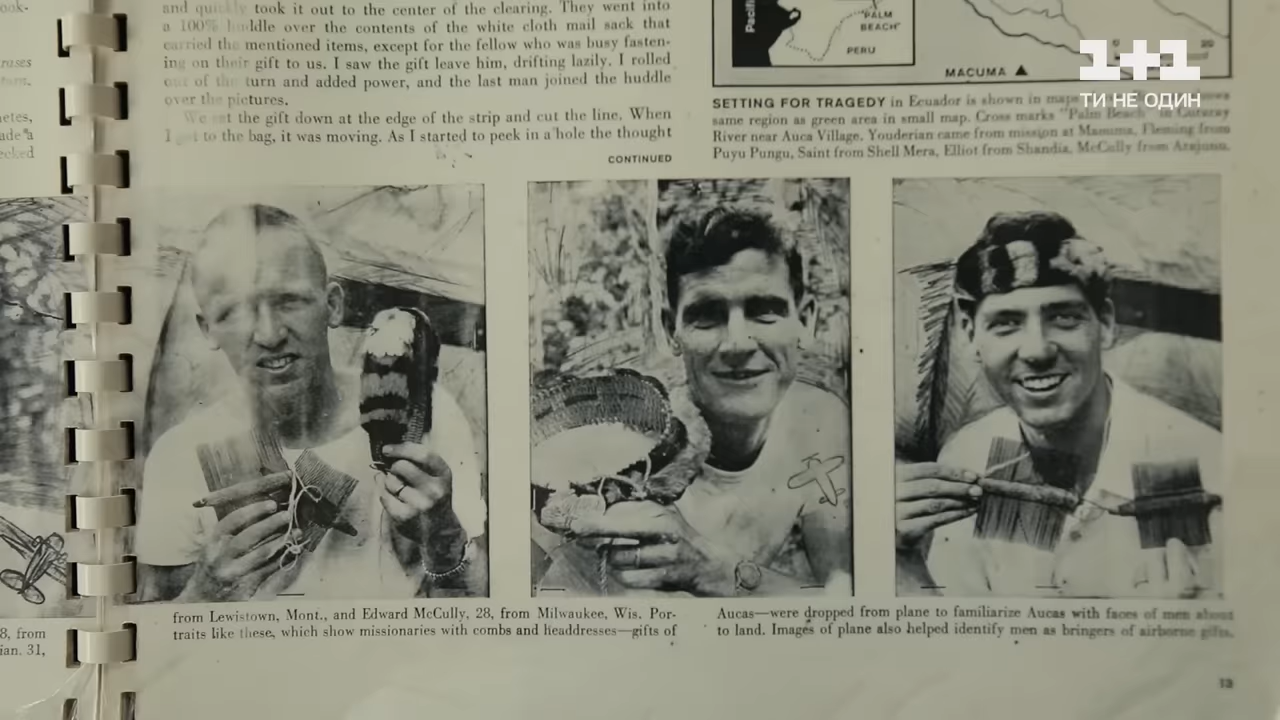 ook-
rases
etes,
ade a
ecked
8, from
ian. 31,
and quickly took it out to the center of the clearing. They went into
a 100% huddle over the contents of the white cloth mail sack that
carried the mentioned items, except for the fellow who was busy fasten-
ing on their gift to us. I saw the gift leave him, drifting lazily. I rolled
out of the turn and added power, and the last man joined the huddle
over the pictures.
We set the gift down at the edge of the strip and cut the line. When
I got to the bag, it was moving. As I started to peek in a hole the thought
CONTINUED
Pacific
PALM
BEACH
PERU
MACUMA
20
1+1
ТИ НЕ ОДИН
SETTING FOR TRAGEDY in Ecuador is shown in map
same region as green area in small map. Cross marks "Palm Beach" in Curaray
River near Auca Village. Youderian came from mission at Macuma, Fleming from
Puyu Pungu, Saint from Shell Mera, Elliot from Shandia, McCully from Arajuno.
from Lewistown, Mont., and Edward McCully, 28, from Milwaukee, Wis. Por-
traits like these, which show missionaries with combs and headdresses—gifts of
Aucas—were dropped from plane to familiarize Aucas with faces of men about
to land. Images of plane also helped identify men as bringers of airborne gifts.
13